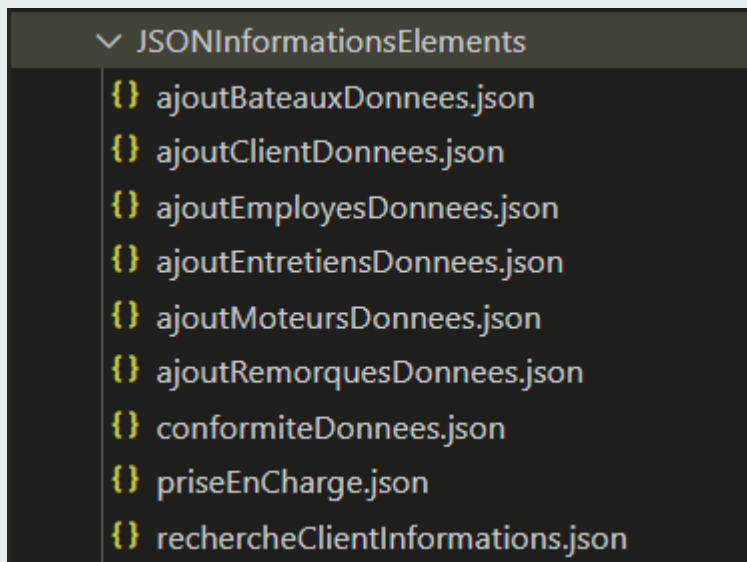 JSONInformationsElements
{} ajoutBateauxDonnees.json
{} ajoutClientDonnees.json
{} ajoutEmployesDonnees.json
{} ajoutEntretiensDonnees.json
{} ajoutMoteursDonnees.json
{} ajoutRemorquesDonnees.json
{} conformiteDonnees.json
{} priseEnCharge.json
{} rechercheClientInformations.json